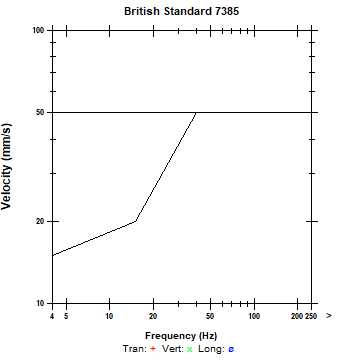 British Standard 7385
100
50
20
10
Velocity (mm/s)
4 5 10 20 50 100 200 250 >
Frequency (Hz)
Tran: + Vert: x Long: ø